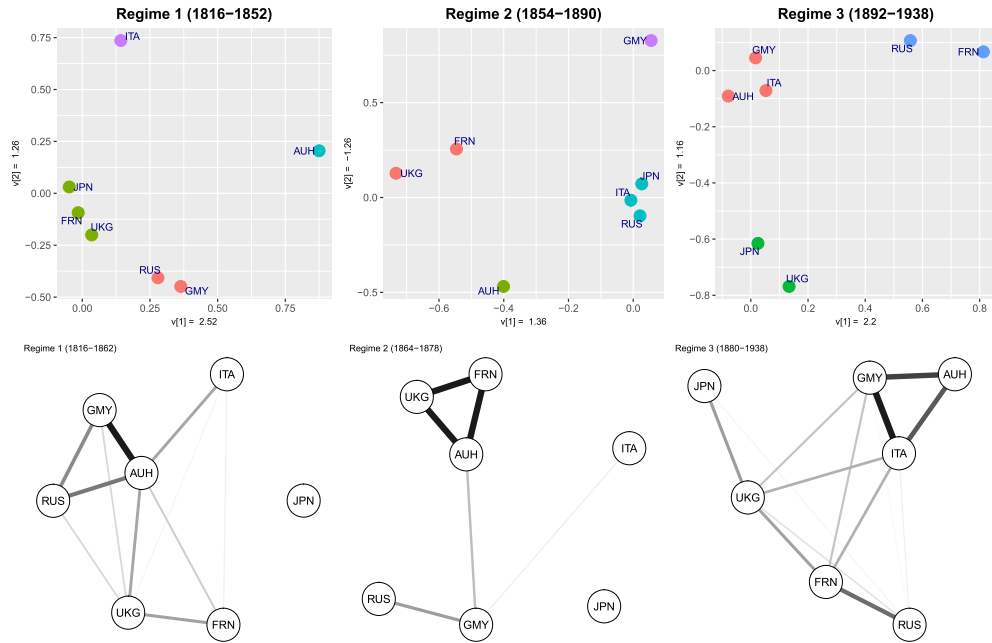 Regime 1 (1816−1852)
0.75
0.50
0.25
0.00
−0.25
−0.50
v[2] = 1.26
ITA
AUH
JPN
FRN
UKG
RUS
GMY
0.00
0.25
0.50
0.75
v[1] = 2.52
Regime 2 (1854−1890)
0.5
0.0
−0.5
v[2] = −1.26
GMY
FRN
UKG
JPN
ITA
RUS
AUH
−0.6
−0.4
−0.2
0.0
v[1] = 1.36
Regime 3 (1892−1938)
0.0
−0.2
−0.4
−0.6
−0.8
v[2] = 1.16
RUS
FRN
GMY
ITA
AUH
JPN
UKG
0.0
0.2
0.4
0.6
0.8
v[1] = 2.2
Regime 1 (1816−1862)
ITA
GMY
AUH
RUS
JPN
UKG
FRN
Regime 2 (1864−1878)
FRN
UKG
ITA
AUH
RUS
JPN
GMY
Regime 3 (1880−1938)
GMY
AUH
JPN
ITA
UKG
FRN
RUS